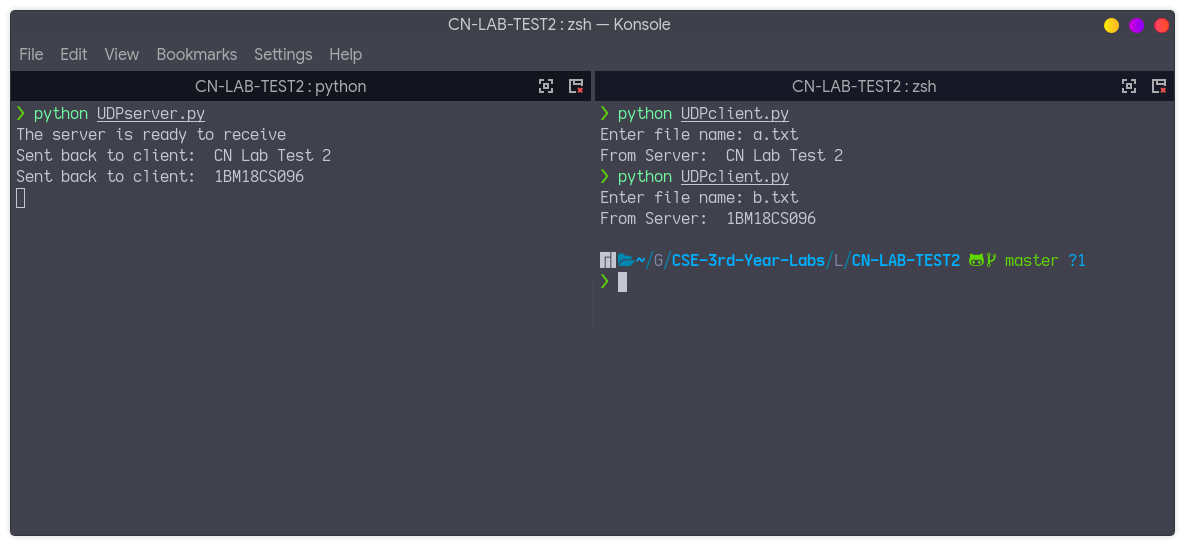 CN-LAB-TEST2 : zsh — Konsole
File Edit View Bookmarks Settings Help
CN-LAB-TEST2 : python
❯ python UDPserver.py
The server is ready to receive
Sent back to client:  CN Lab Test 2
Sent back to client:  1BM18CS096
CN-LAB-TEST2 : zsh
❯ python UDPclient.py
Enter file name: a.txt
From Server:  CN Lab Test 2
❯ python UDPclient.py
Enter file name: b.txt
From Server:  1BM18CS096
~/G/CSE-3rd-Year-Labs/L/CN-LAB-TEST2 master ?1
❯